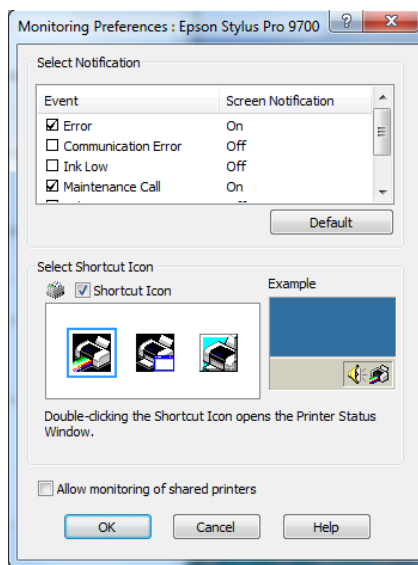 Monitoring Preferences : Epson Stylus Pro 9700
Select Notification
Event Screen Notification
Error On
Communication Error Off
Ink Low Off
Maintenance Call On
Default
Select Shortcut Icon
Shortcut Icon
Example
Double-clicking the Shortcut Icon opens the Printer Status
Window.
Allow monitoring of shared printers
OK Cancel Help